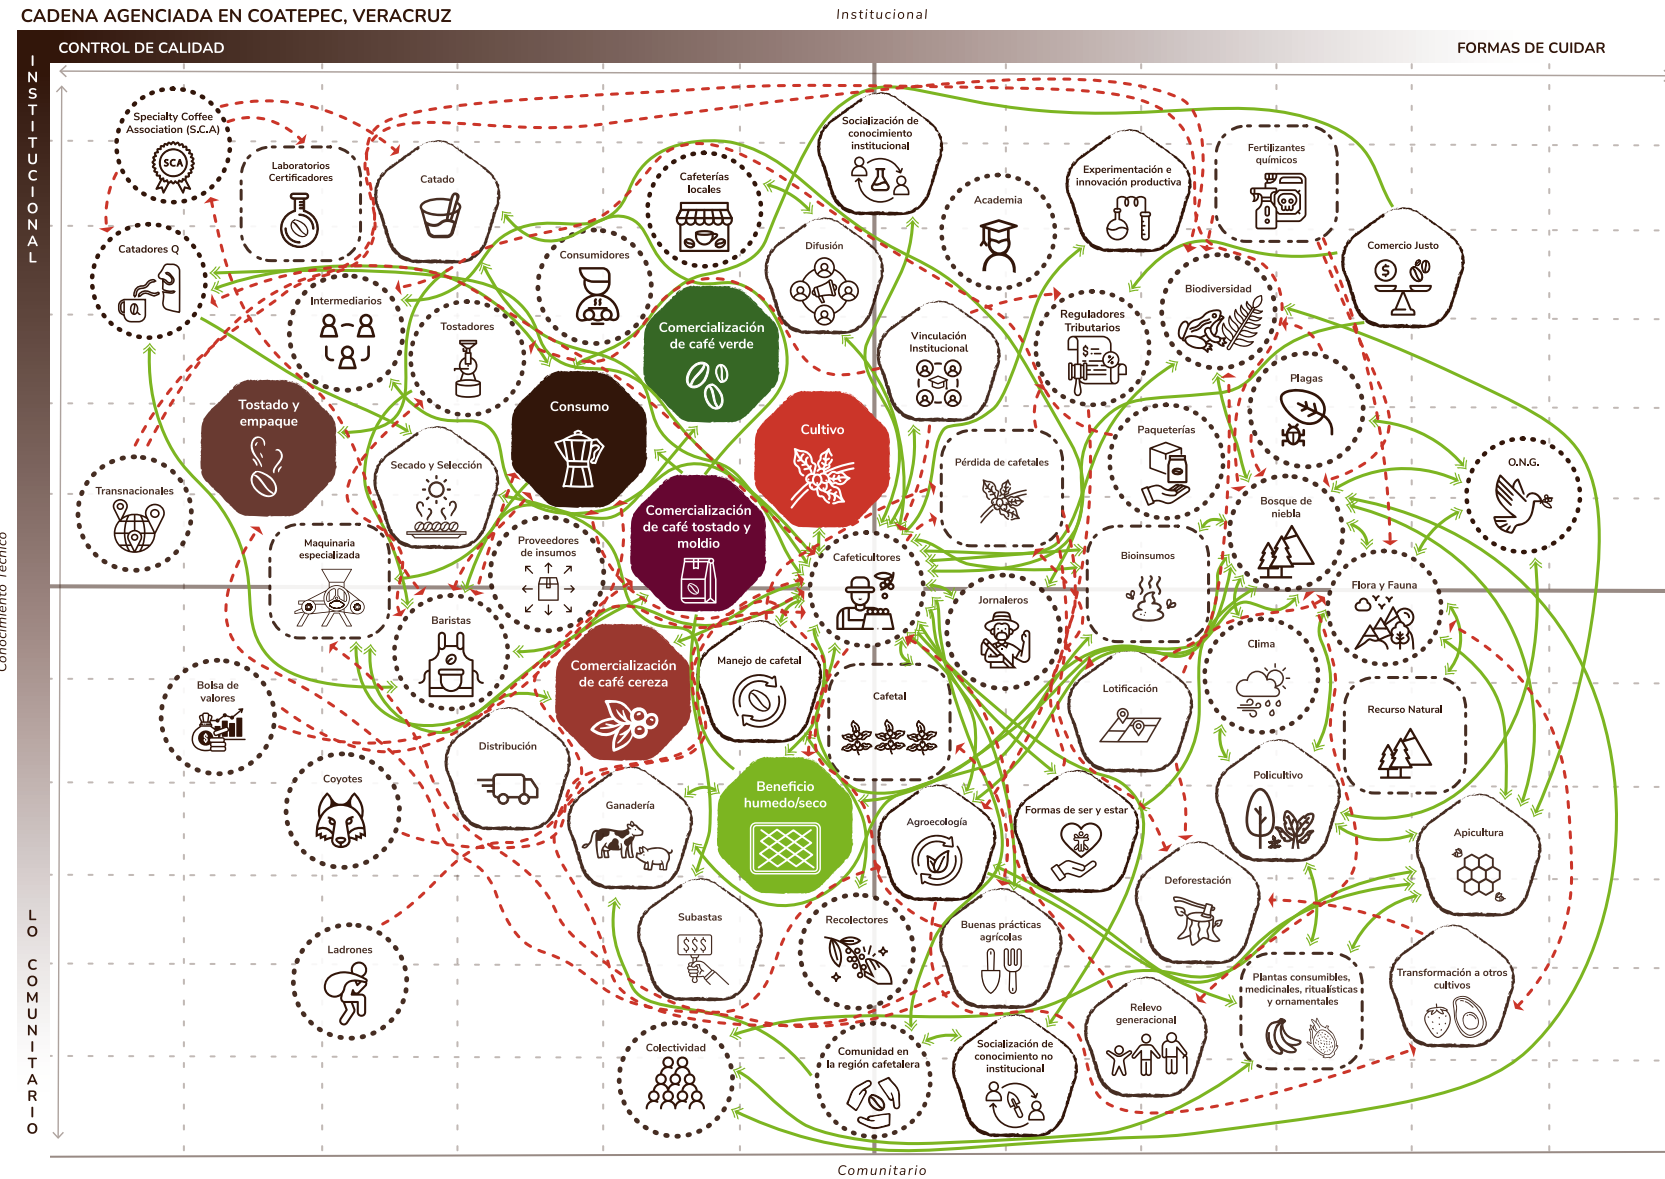 CADENA AGENCIADA EN COATEPEC, VERACRUZ
Institucional
CONTROL DE CALIDAD
FORMAS DE CUIDAR
INSTITUCIONAL
LO COMUNITARIO
Conocimiento Técnico
Specialty Coffee
Association (S.C.A)
SCA
Laboratorios
Certificadores
Catado
Cafeterías
locales
Socialización de
conocimiento
institucional
Academia
Experimentación e
innovación productiva
Fertilizantes
químicos
Comercio Justo
$
Catadores Q
Q
Intermediarios
Tostadores
Consumidores
Difusión
Comercialización
de café verde
Vinculación
Institucional
Reguladores
Tributarios
$
%
Biodiversidad
Plagas
Tostado y
empaque
Consumo
Cultivo
Paqueterías
Pérdida de cafetales
O.N.G.
Secado y Selección
Transnacionales
Comercialización
de café tostado y
moldio
Bosque de
niebla
Maquinaria
especializada
Proveedores
de insumos
Cafeticultores
Bioinsumos
Flora y Fauna
Jornaleros
Baristas
Clima
Comercialización
de café cereza
Manejo de cafetal
Cafetal
Lotificación
Recurso Natural
Bolsa de
valores
$
Distribución
Coyotes
Policultivo
Beneficio
humedo/seco
Ganadería
Agroecología
Formas de ser y estar
Apicultura
Deforestación
Subastas
$$$
Recolectores
Buenas prácticas
agrícolas
Ladrones
Plantas consumibles,
medicinales, ritualísticas
y ornamentales
Transformación a otros
cultivos
Relevo
generacional
Colectividad
Comunidad en
la región cafetalera
Socialización de
conocimiento no
institucional
Comunitario